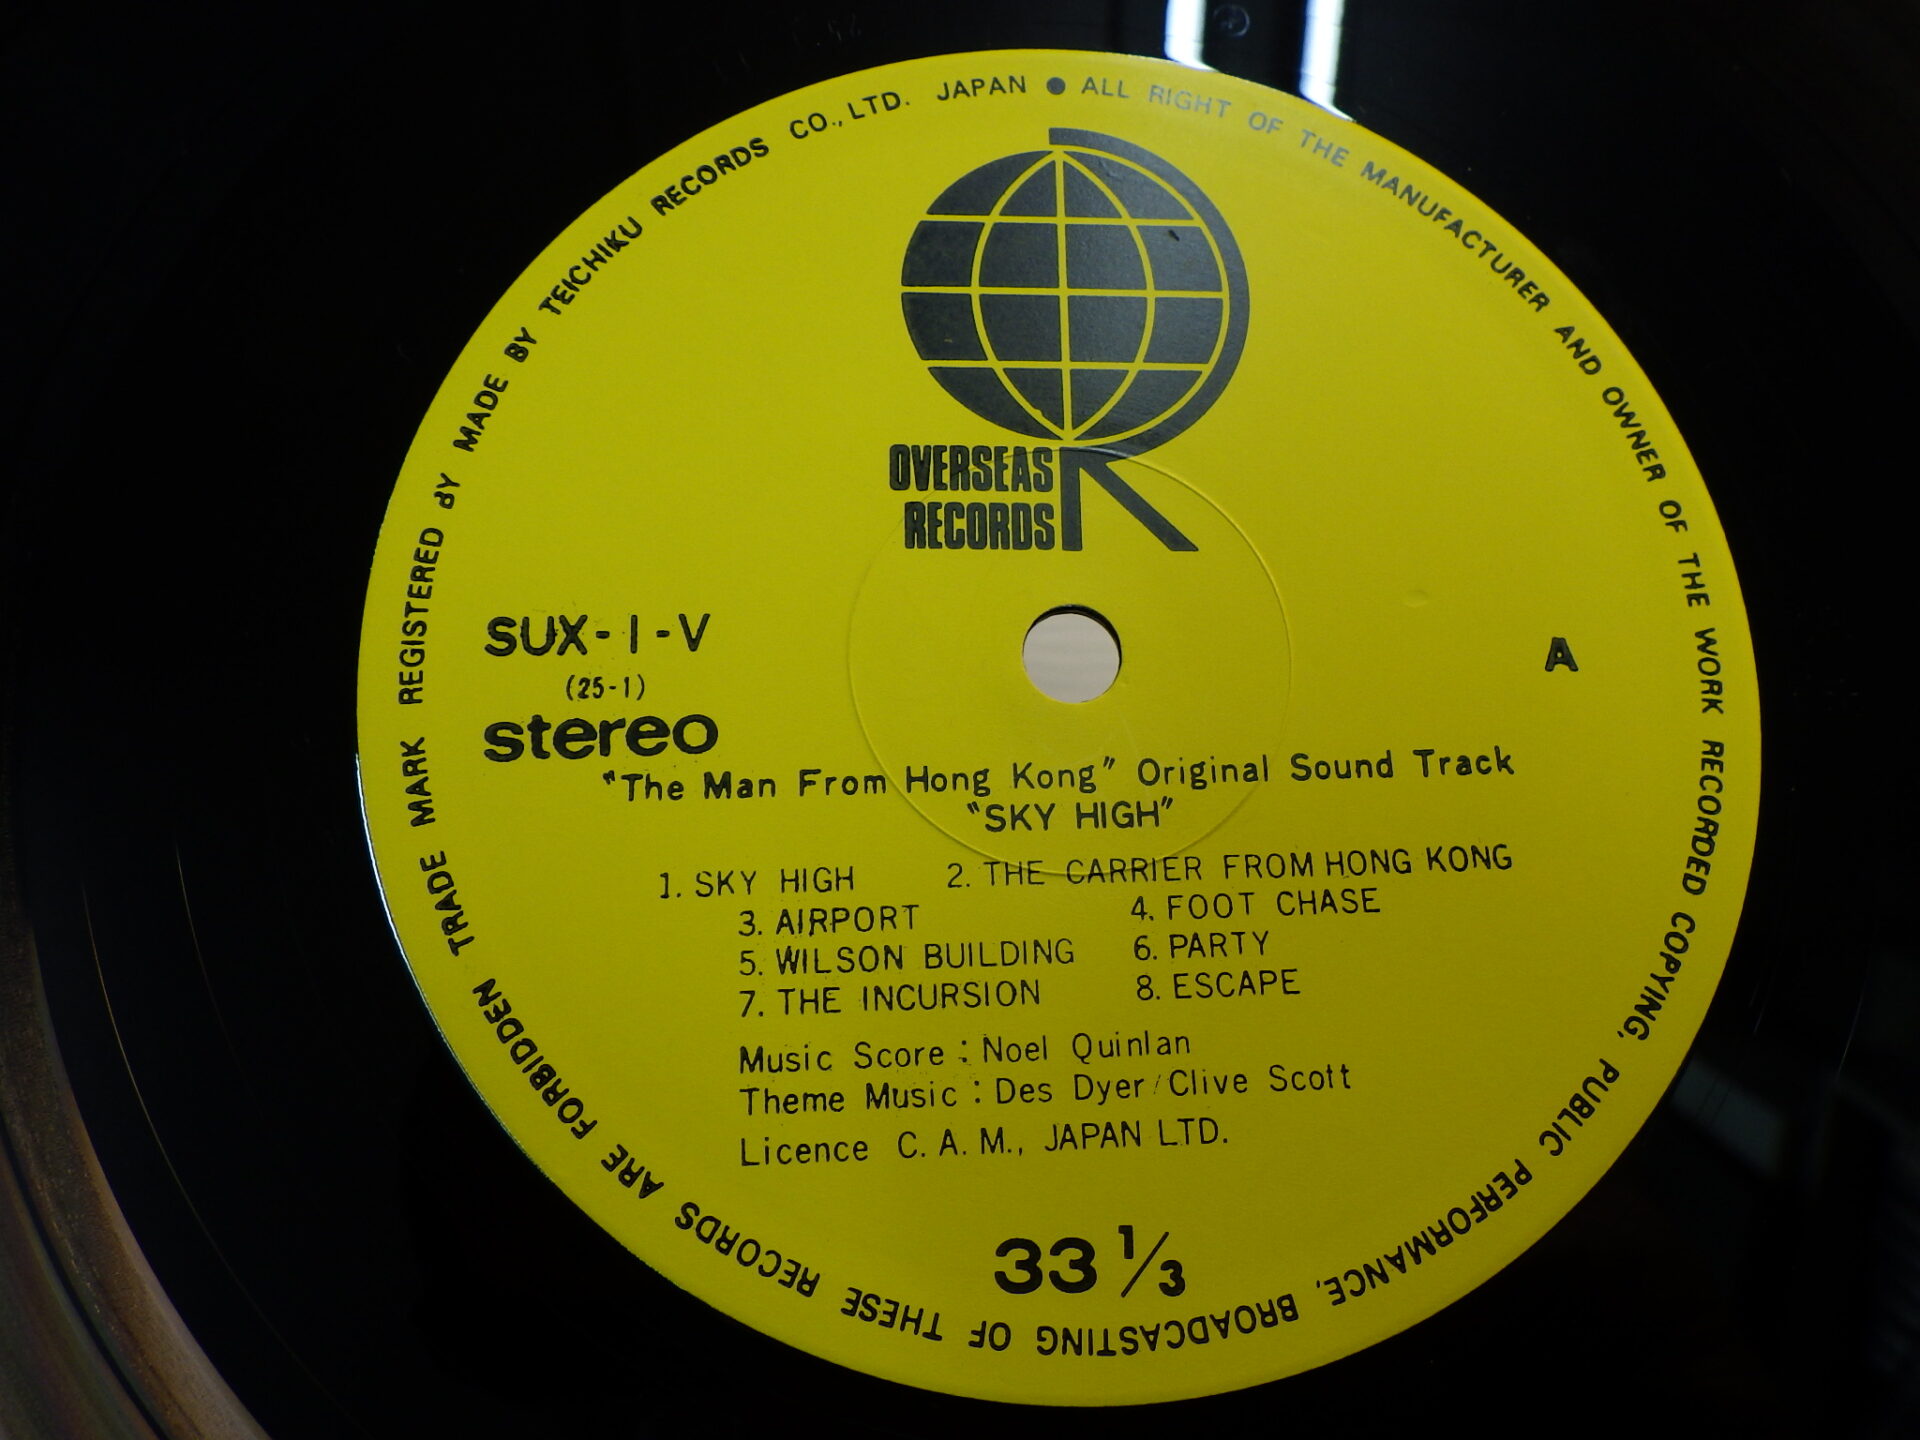 TRADE MARK REGISTERED BY MADE BY TEICHIKU RECORDS CO., LTD. JAPAN ● ALL RIGHT OF THE MANUFACTURER AND OWNER OF THE WORK RECORDED COPYING, PUBLIC PERFORMANCE, BROADCASTING OF THESE RECORDS ARE FORBIDDEN
OVERSEAS
RECORDS
SUX-1-V
(25-1)
stereo
A
"The Man From Hong Kong" Original Sound Track
"SKY HIGH"
1. SKY HIGH 2. THE CARRIER FROM HONG KONG
3. AIRPORT 4. FOOT CHASE
5. WILSON BUILDING 6. PARTY
7. THE INCURSION 8. ESCAPE
Music Score : Noel Quinlan
Theme Music : Des Dyer/Clive Scott
Licence C. A. M., JAPAN LTD.
33 1/3